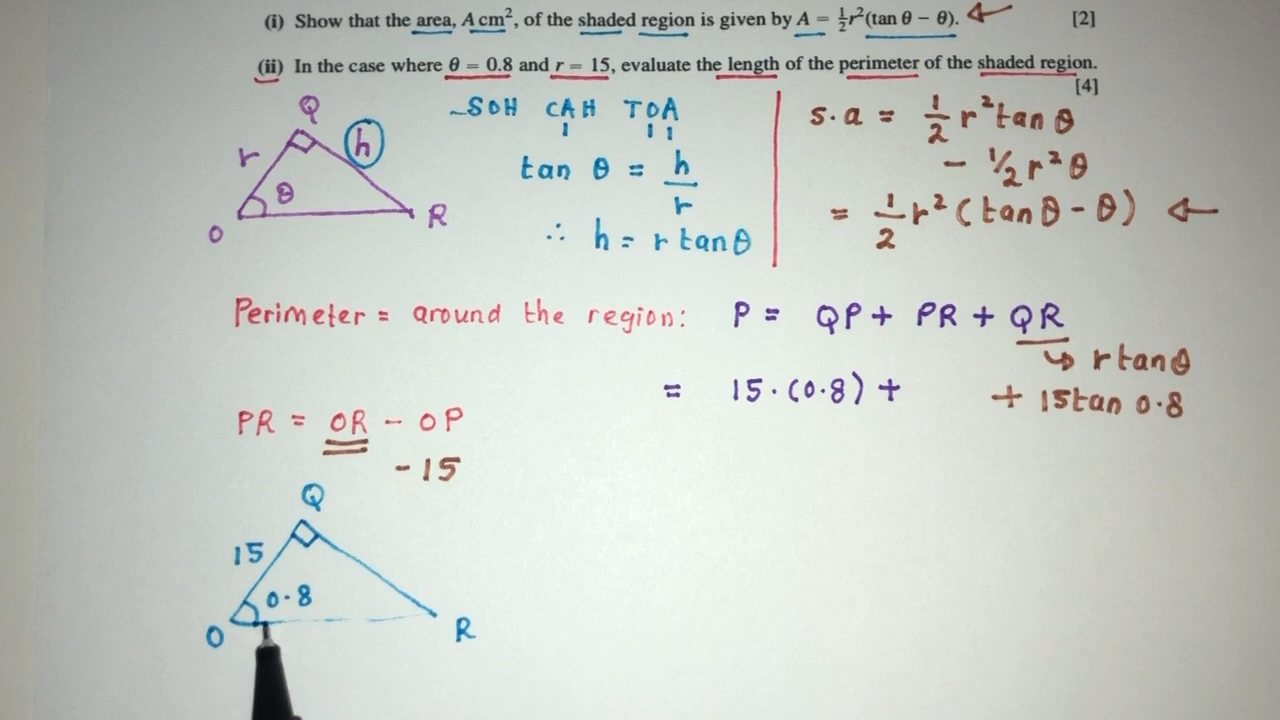 (i) Show that the area, A cm², of the shaded region is given by A = ½r²(tan θ − θ). [2]
(ii) In the case where θ = 0.8 and r = 15, evaluate the length of the perimeter of the shaded region.
[4]
Q
r
h
θ
O
R
SOH CAH TOA
tan θ = h/r
∴ h = r tanθ
s.a = ½ r² tan θ
− ½ r² θ
= ½ r² (tanθ − θ)
Perimeter = around the region: P = QP + PR + QR
r tanθ
= 15.(0.8) + + 15tan 0.8
PR = OR − OP
−15
Q
15
0.8
O
R